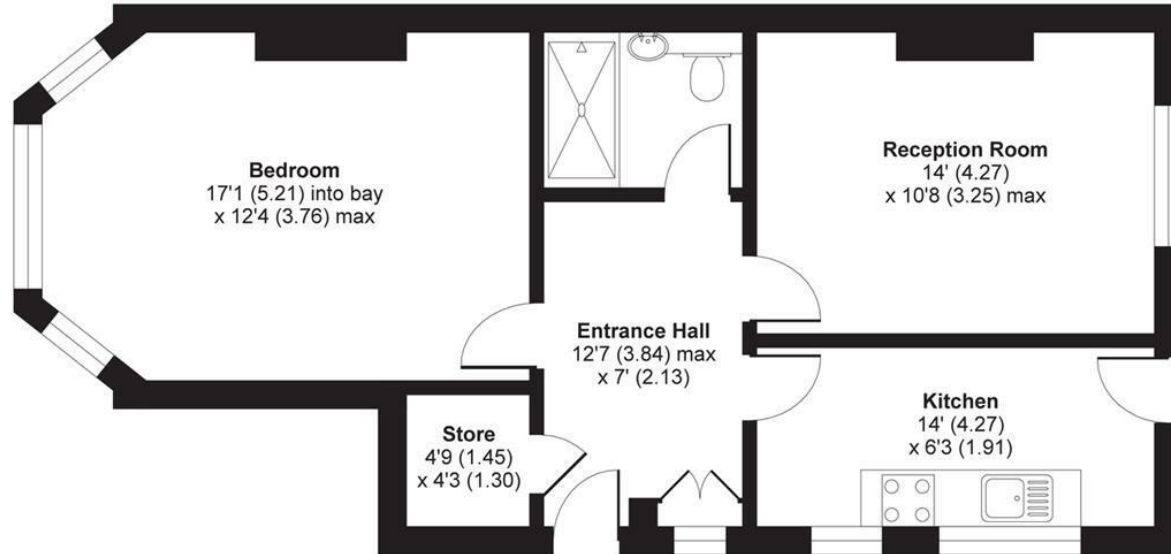 Bedroom
17'1 (5.21) into bay
x 12'4 (3.76) max
Reception Room
14' (4.27)
x 10'8 (3.25) max
Entrance Hall
12'7 (3.84) max
x 7' (2.13)
Store
4'9 (1.45)
x 4'3 (1.30)
Kitchen
14' (4.27)
x 6'3 (1.91)